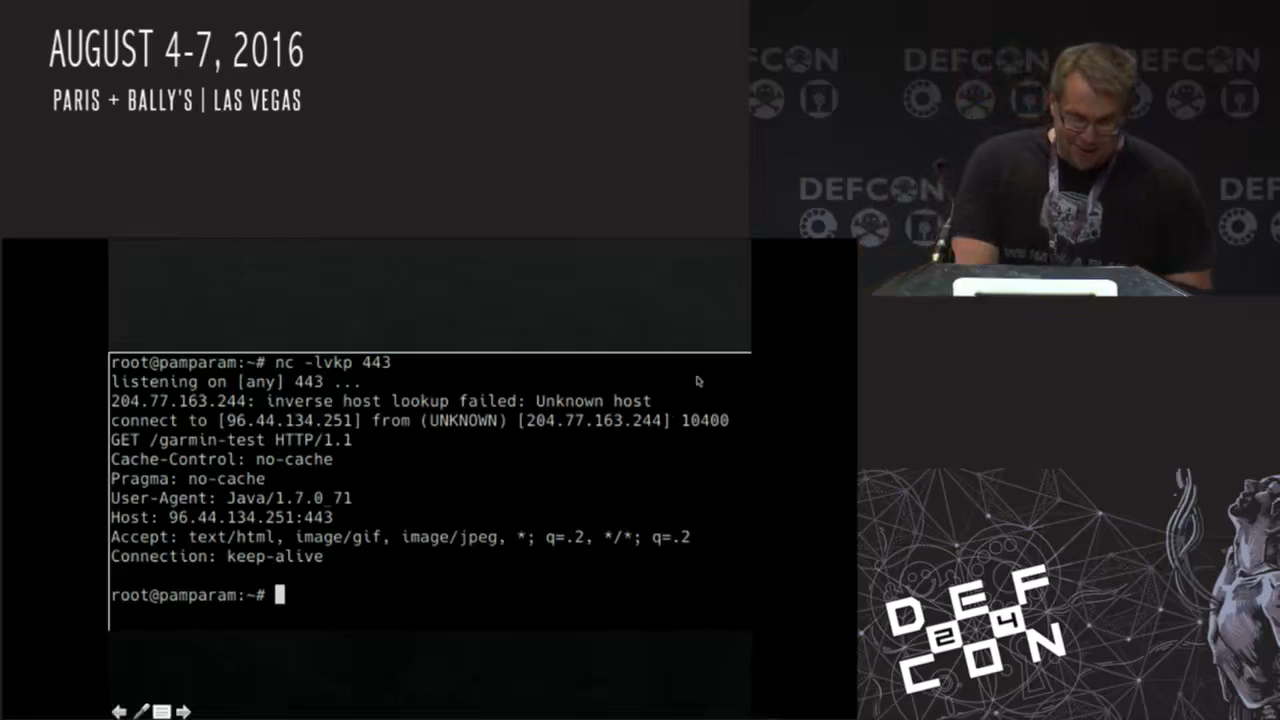 AUGUST 4-7, 2016
PARIS + BALLY'S | LAS VEGAS
DEFCON DEFCON DEFCON
DEFCON DEF
root@pamparam:~# nc -lvkp 443
listening on [any] 443 ...
204.77.163.244: inverse host lookup failed: Unknown host
connect to [96.44.134.251] from (UNKNOWN) [204.77.163.244] 10400
GET /garmin-test HTTP/1.1
Cache-Control: no-cache
Pragma: no-cache
User-Agent: Java/1.7.0_71
Host: 96.44.134.251:443
Accept: text/html, image/gif, image/jpeg, *; q=.2, */*; q=.2
Connection: keep-alive
root@pamparam:~#
DEF
24
CON